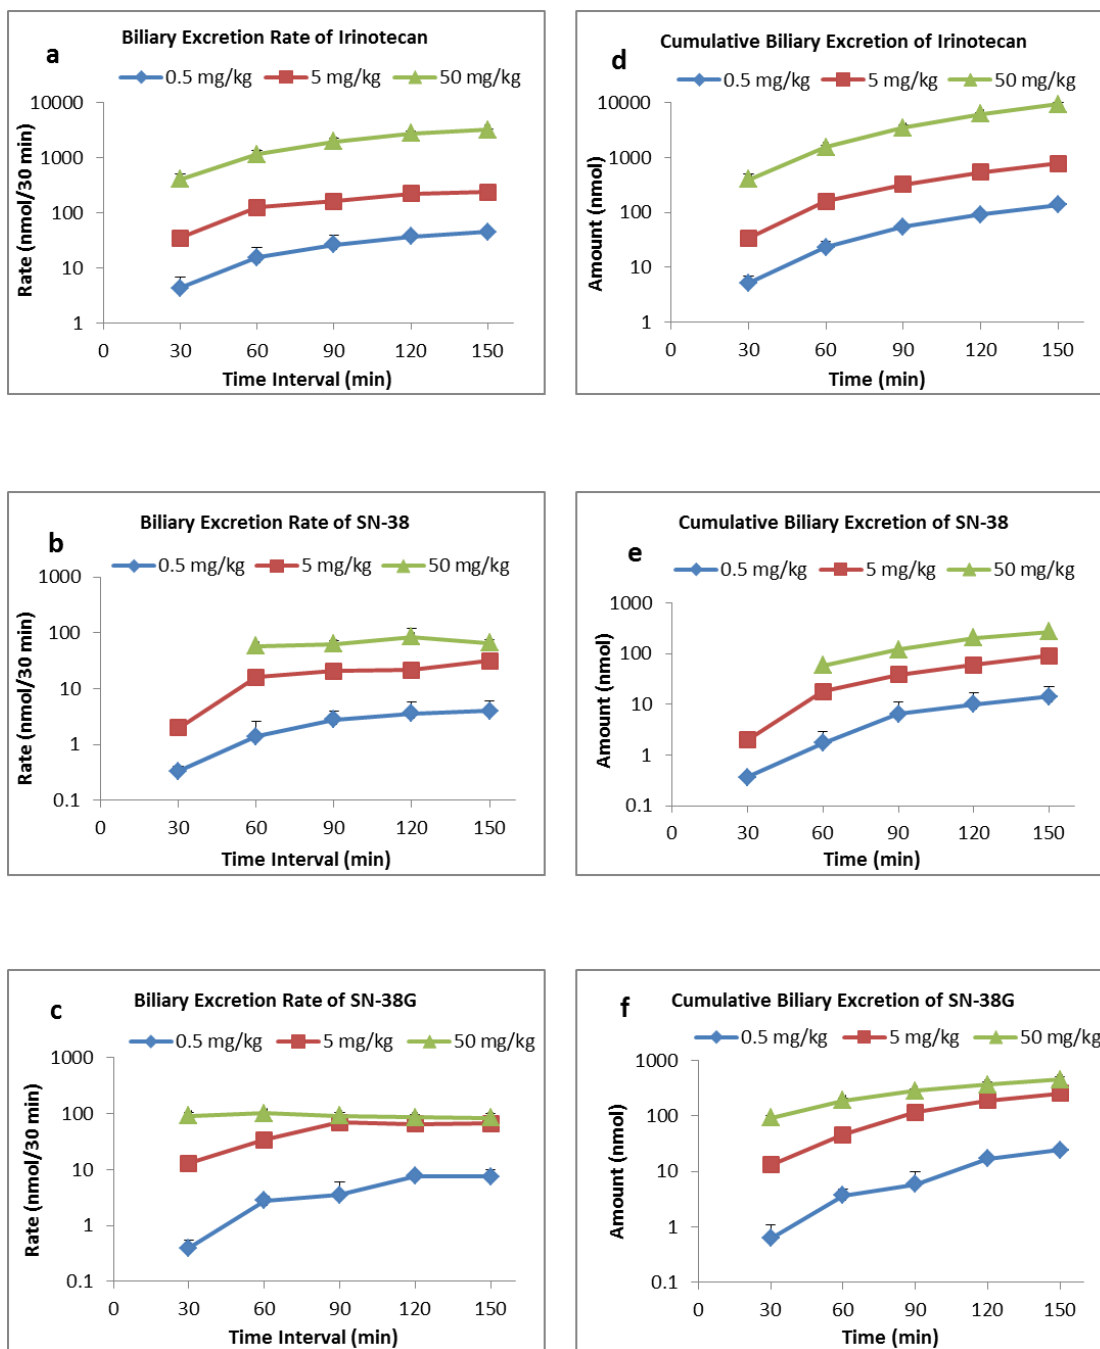 a
Biliary Excretion Rate of Irinotecan
0.5 mg/kg 5 mg/kg 50 mg/kg
Rate (nmol/30 min)
10000
1000
100
10
1
0 30 60 90 120 150
Time Interval (min)
d
Cumulative Biliary Excretion of Irinotecan
0.5 mg/kg 5 mg/kg 50 mg/kg
Amount (nmol)
10000
1000
100
10
1
0 30 60 90 120 150
Time (min)
b
Biliary Excretion Rate of SN-38
0.5 mg/kg 5 mg/kg 50 mg/kg
Rate (nmol/30 min)
1000
100
10
1
0.1
0 30 60 90 120 150
Time Interval (min)
e
Cumulative Biliary Excretion of SN-38
0.5 mg/kg 5 mg/kg 50 mg/kg
Amount (nmol)
1000
100
10
1
0.1
0 30 60 90 120 150
Time (min)
c
Biliary Excretion Rate of SN-38G
0.5 mg/kg 5 mg/kg 50 mg/kg
Rate (nmol/30 min)
1000
100
10
1
0.1
0 30 60 90 120 150
Time Interval (min)
f
Cumulative Biliary Excretion of SN-38G
0.5 mg/kg 5 mg/kg 50 mg/kg
Amount (nmol)
1000
100
10
1
0.1
0 30 60 90 120 150
Time (min)